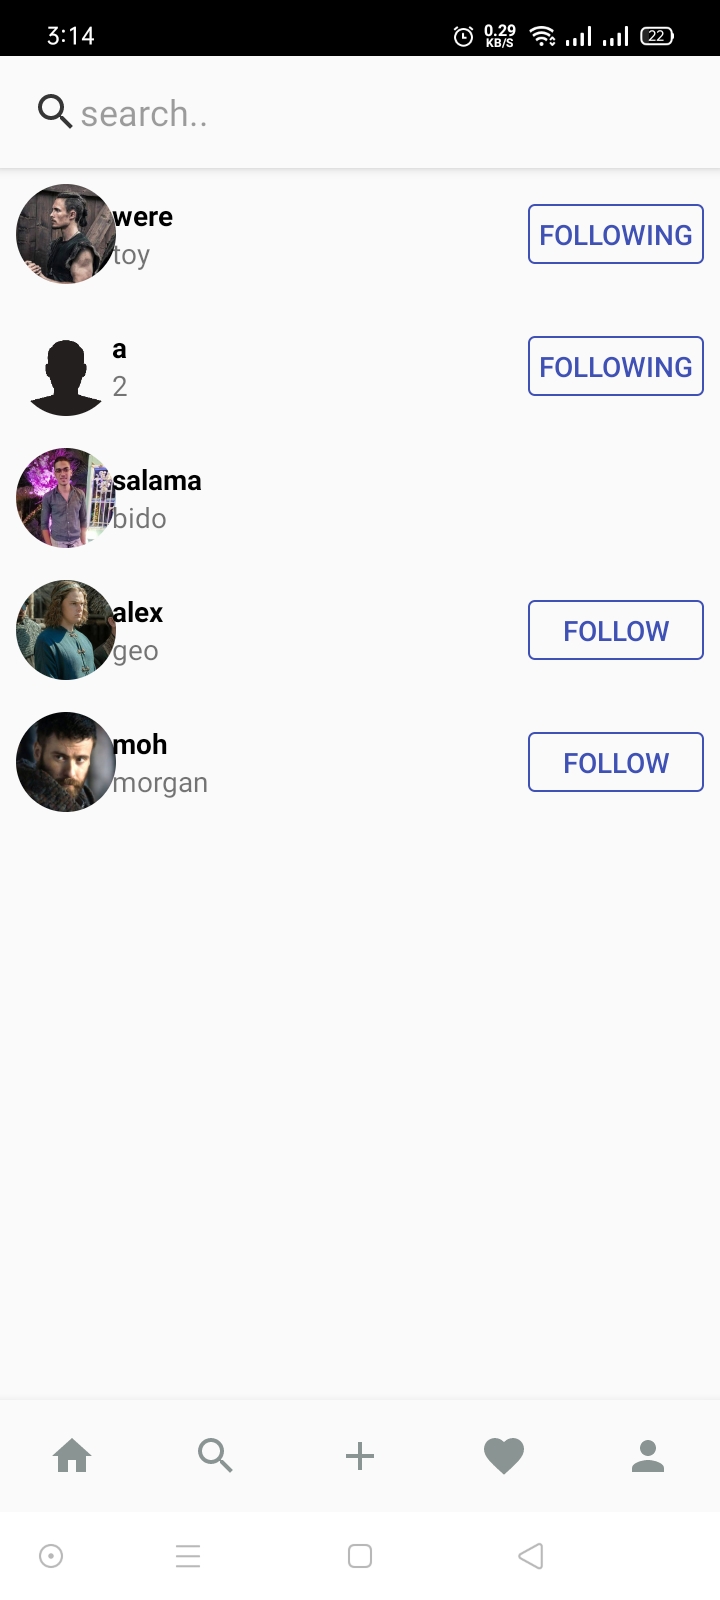 3:14
0.29
KB/S
22
search..
were
toy
FOLLOWING
a
2
FOLLOWING
salama
bido
alex
geo
FOLLOW
moh
morgan
FOLLOW